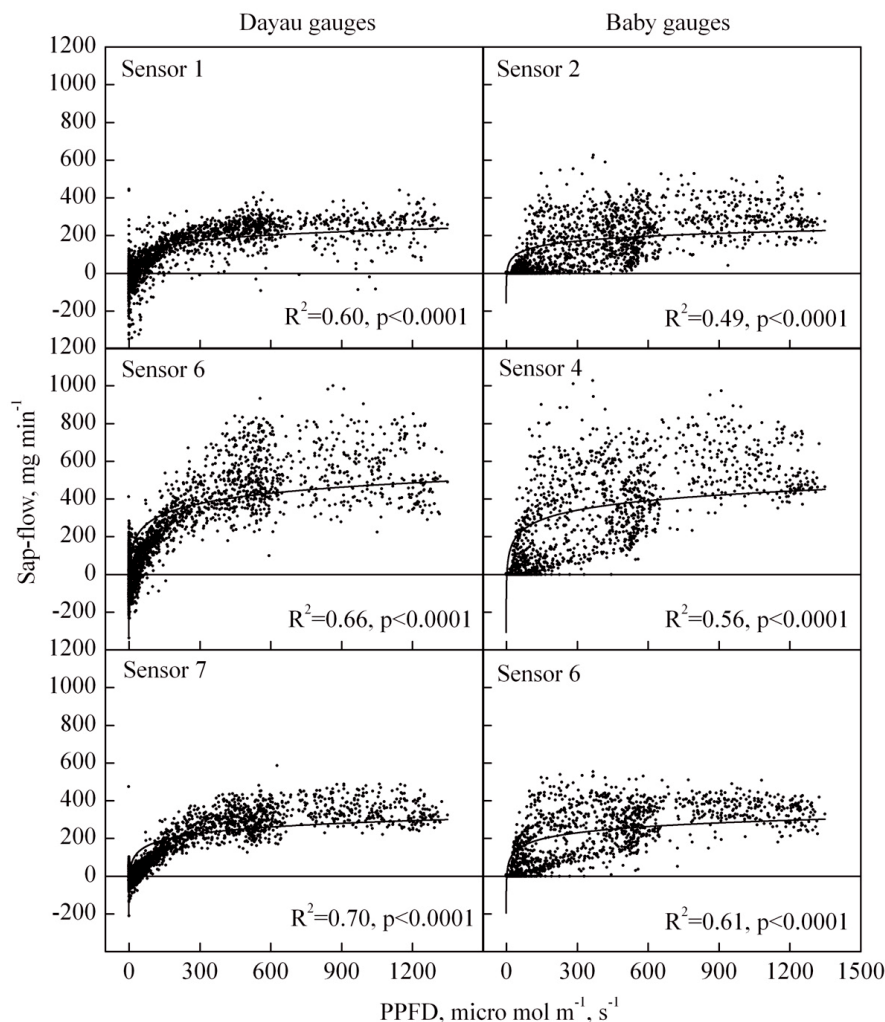 Dayau gauges
Baby gauges
1200
1000
800
600
400
200
0
-200
Sensor 1
R²=0.60, p<0.0001
Sensor 2
R²=0.49, p<0.0001
1200
1000
800
600
400
200
0
-200
Sensor 6
R²=0.66, p<0.0001
Sensor 4
R²=0.56, p<0.0001
1200
1000
800
600
400
200
0
-200
Sensor 7
R²=0.70, p<0.0001
Sensor 6
R²=0.61, p<0.0001
Sap-flow, mg min⁻¹
0 300 600 900 1200 0 300 600 900 1200 1500
PPFD, micro mol m⁻¹, s⁻¹